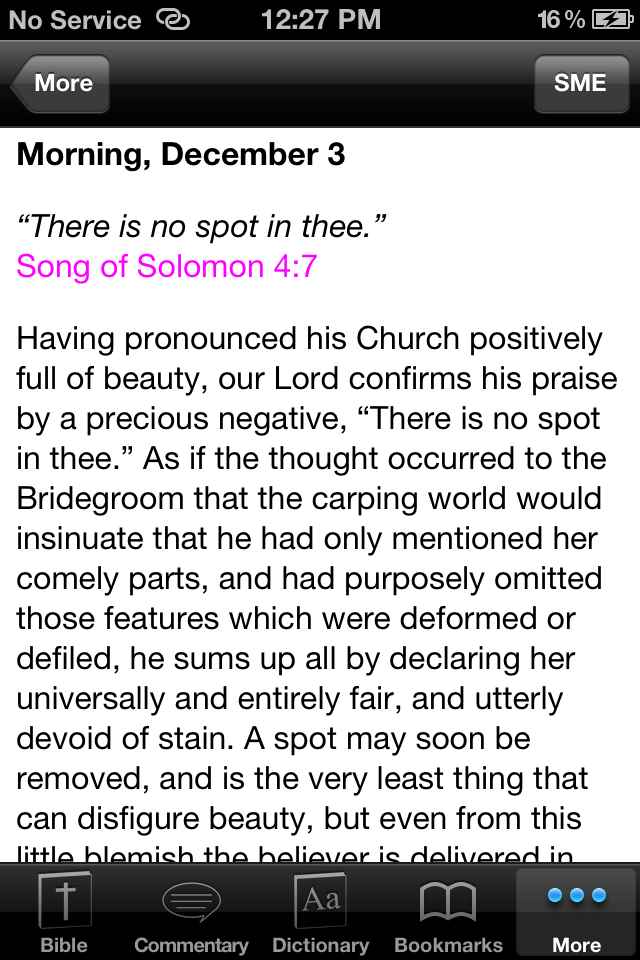 No Service 12:27 PM 16 %
More SME
Morning, December 3
“There is no spot in thee.”
Song of Solomon 4:7
Having pronounced his Church positively
full of beauty, our Lord confirms his praise
by a precious negative, “There is no spot
in thee.” As if the thought occurred to the
Bridegroom that the carping world would
insinuate that he had only mentioned her
comely parts, and had purposely omitted
those features which were deformed or
defiled, he sums up all by declaring her
universally and entirely fair, and utterly
devoid of stain. A spot may soon be
removed, and is the very least thing that
can disfigure beauty, but even from this
little blemish the believer is delivered in
Aa
Bible Commentary Dictionary Bookmarks More